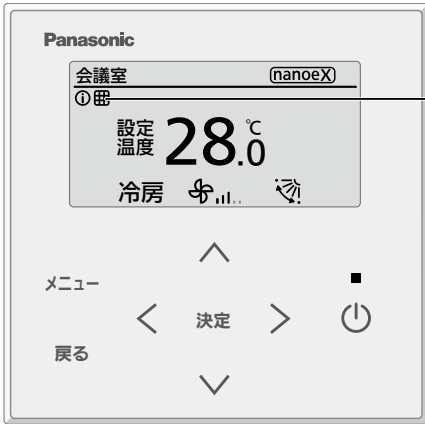 Panasonic
会議室 nanoeX
設定温度 28.0℃
冷房
メニュー
決定
戻る